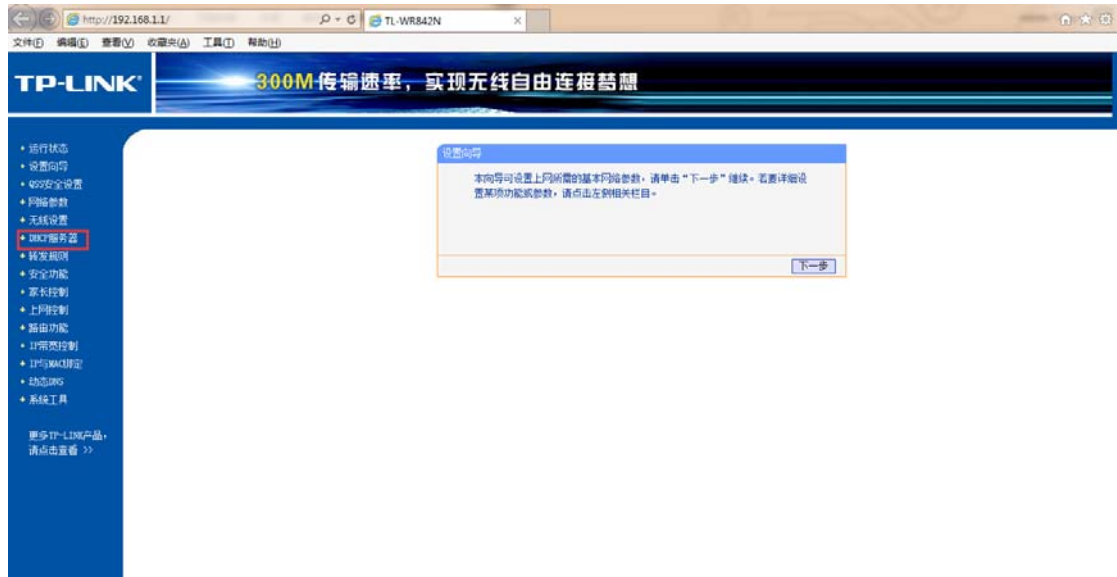 http://192.168.1.1/
TL-WR842N
文件(F) 编辑(E) 查看(V) 收藏夹(A) 工具(T) 帮助(H)
TP-LINK
300M传输速率，实现无线自由连接梦想
运行状态
设置向导
QSS安全设置
网络参数
无线设置
DHCP服务器
转发规则
安全功能
家长控制
上网控制
路由功能
IP带宽控制
IP与MAC绑定
动态DNS
系统工具
更多TP-LINK产品，
请点击查看 >>
设置向导
本向导可设置上网所需的基本网络参数，请单击“下一步”继续。若要详细设
置某项功能或参数，请点击左侧相关栏目。
下一步